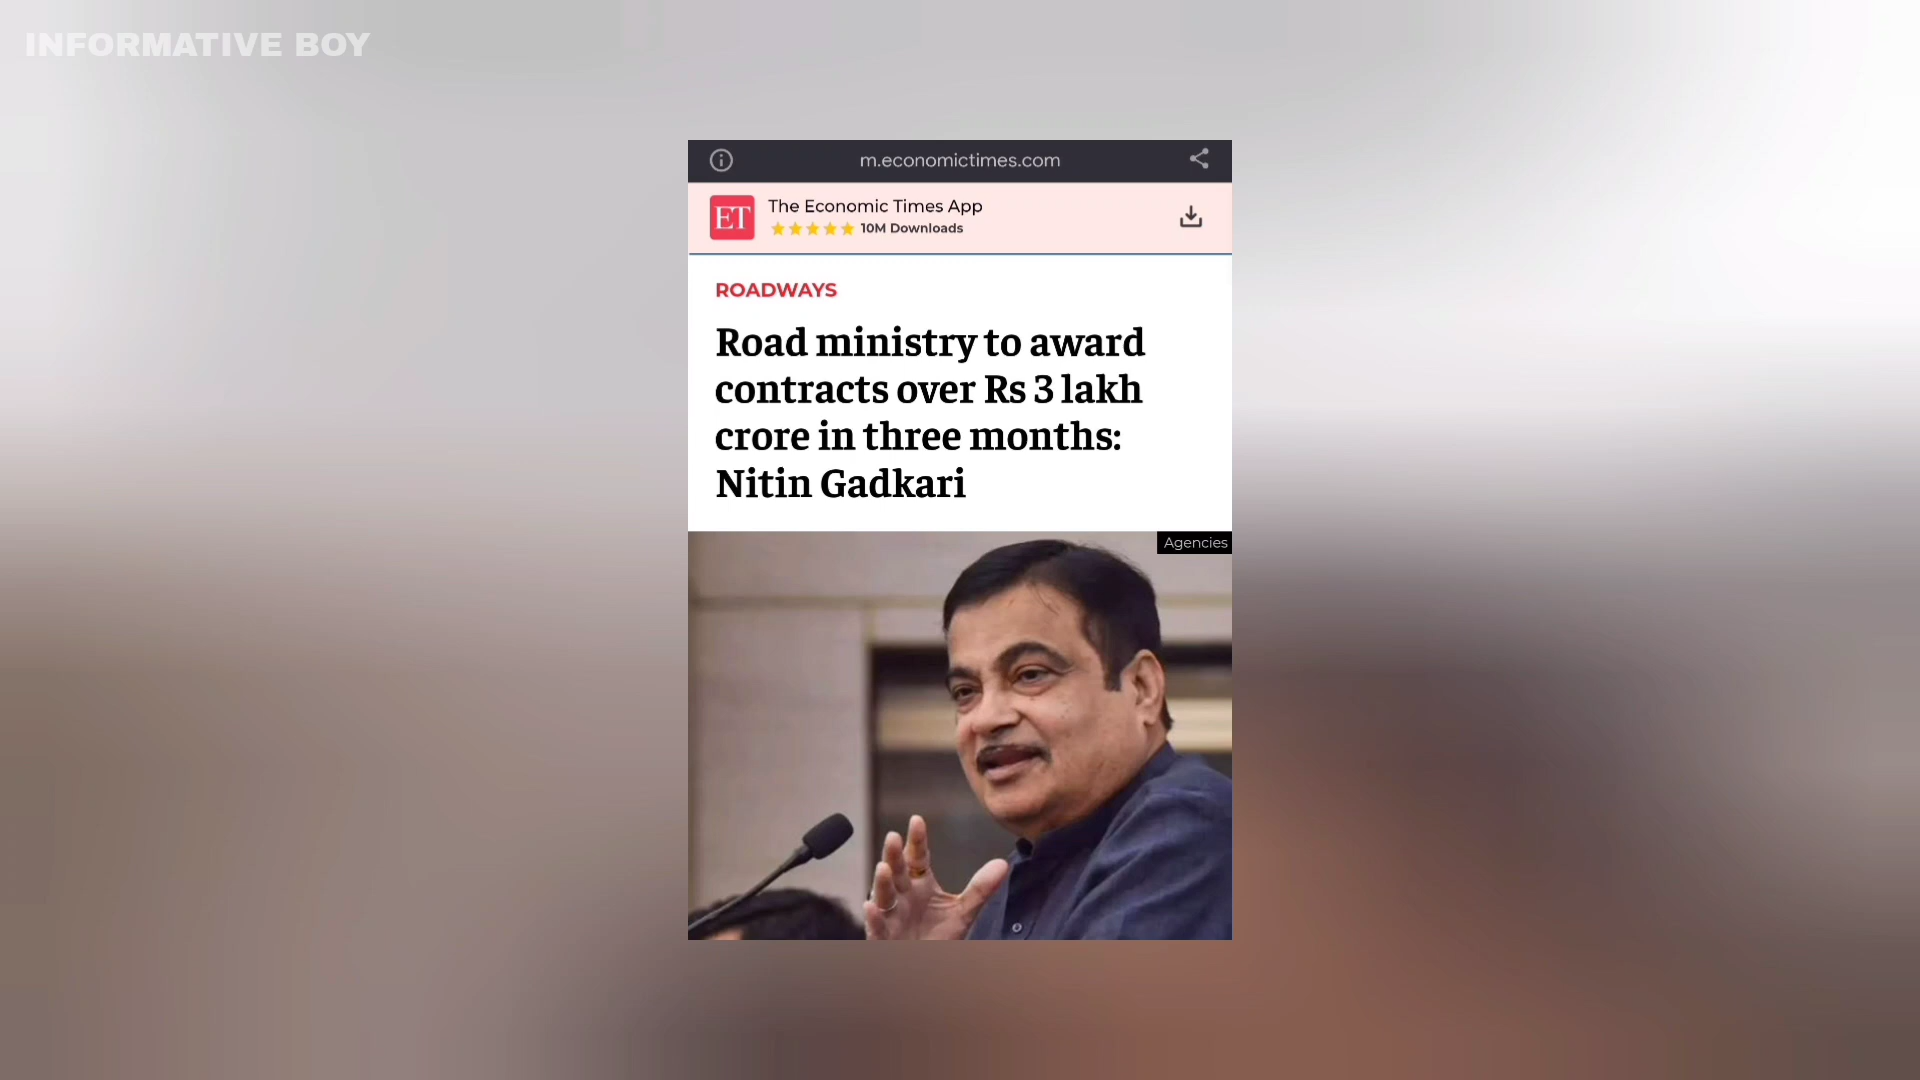 INFORMATIVE BOY
m.economictimes.com
ET
The Economic Times App
10M Downloads
ROADWAYS
Road ministry to award
contracts over Rs 3 lakh
crore in three months:
Nitin Gadkari
Agencies